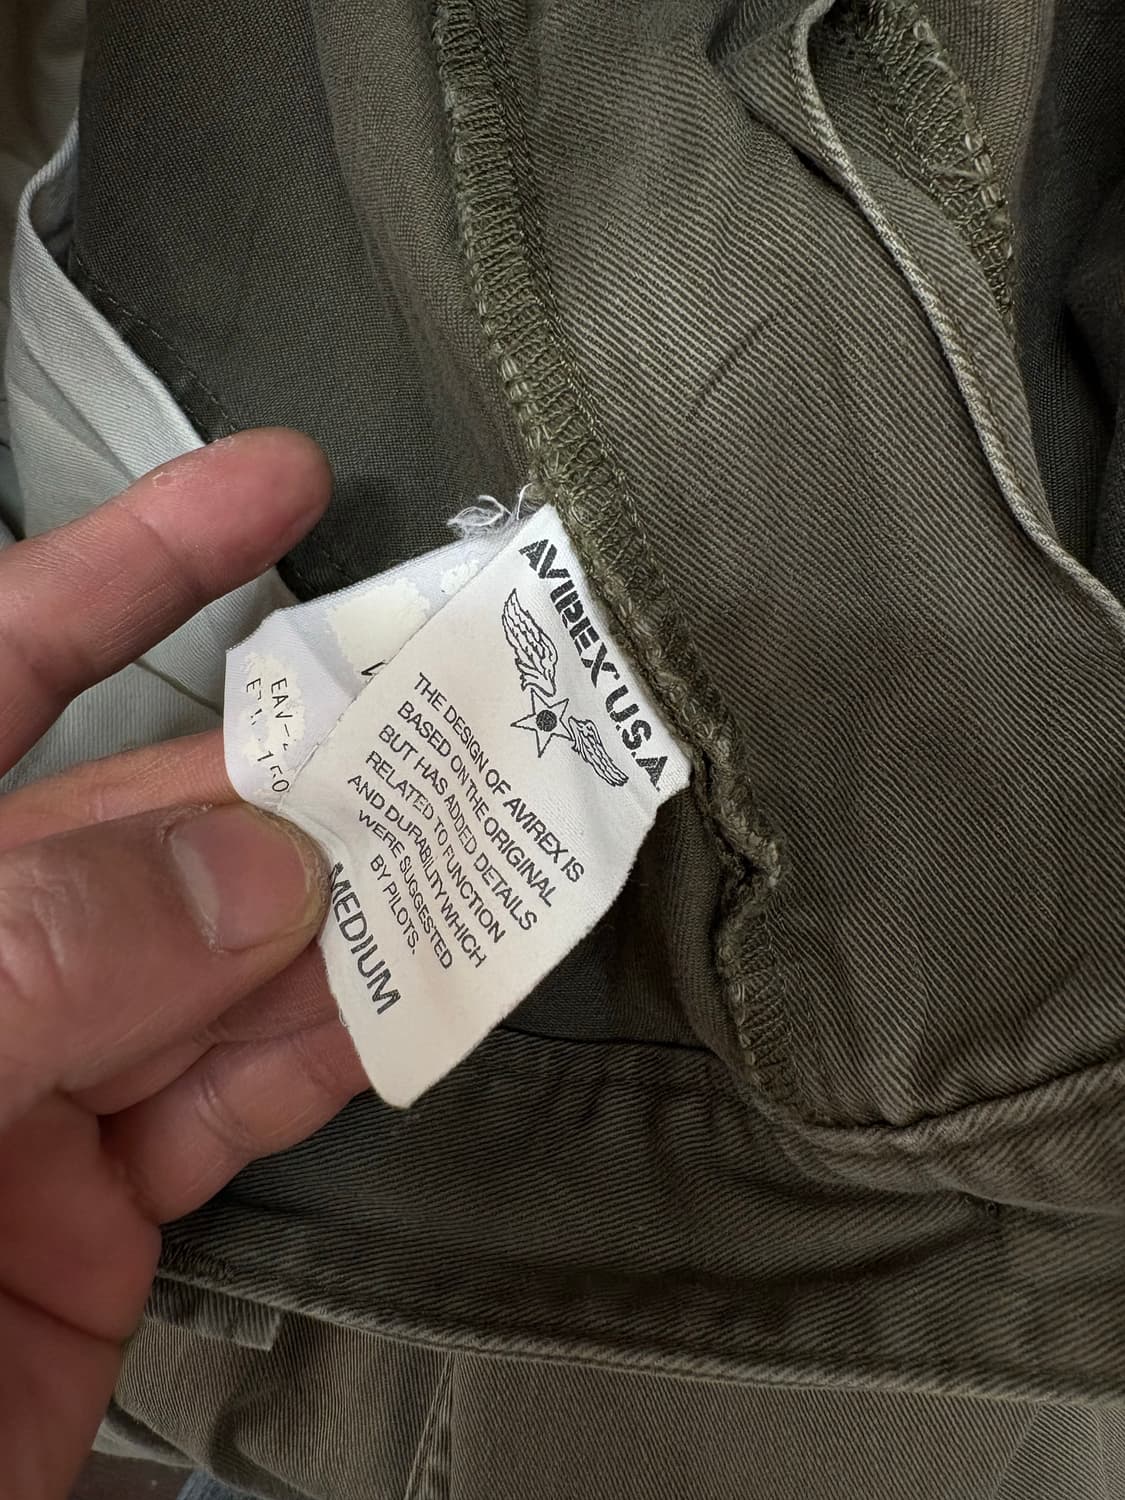 AVIREX U.S.A.
THE DESIGN OF AVIREX IS
BASED ON THE ORIGINAL
BUT HAS ADDED DETAILS
RELATED TO FUNCTION
AND DURABILITY WHICH
WERE SUGGESTED
BY PILOTS.
MEDIUM
EAV-